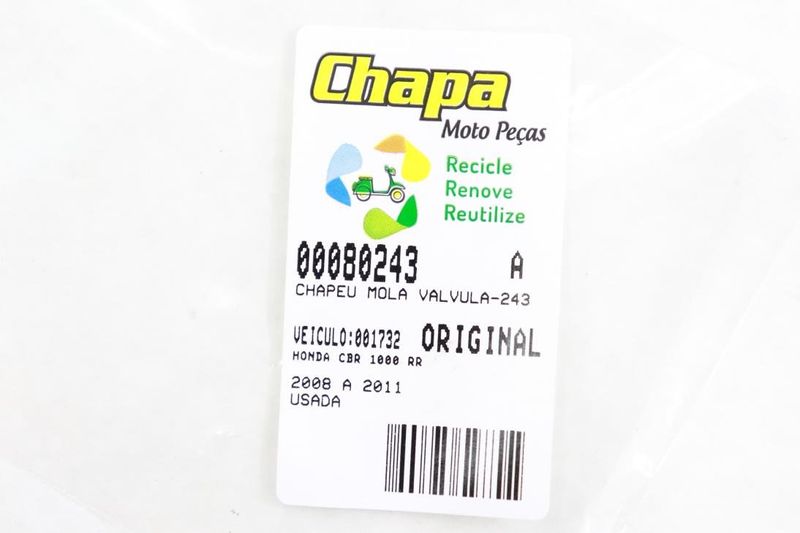 Chapa
Moto Peças
Recicle
Renove
Reutilize
00080243 A
CHAPEU MOLA VALVULA-243
VEICULO:001732 ORIGINAL
HONDA CBR 1000 RR
2008 A 2011
USADA